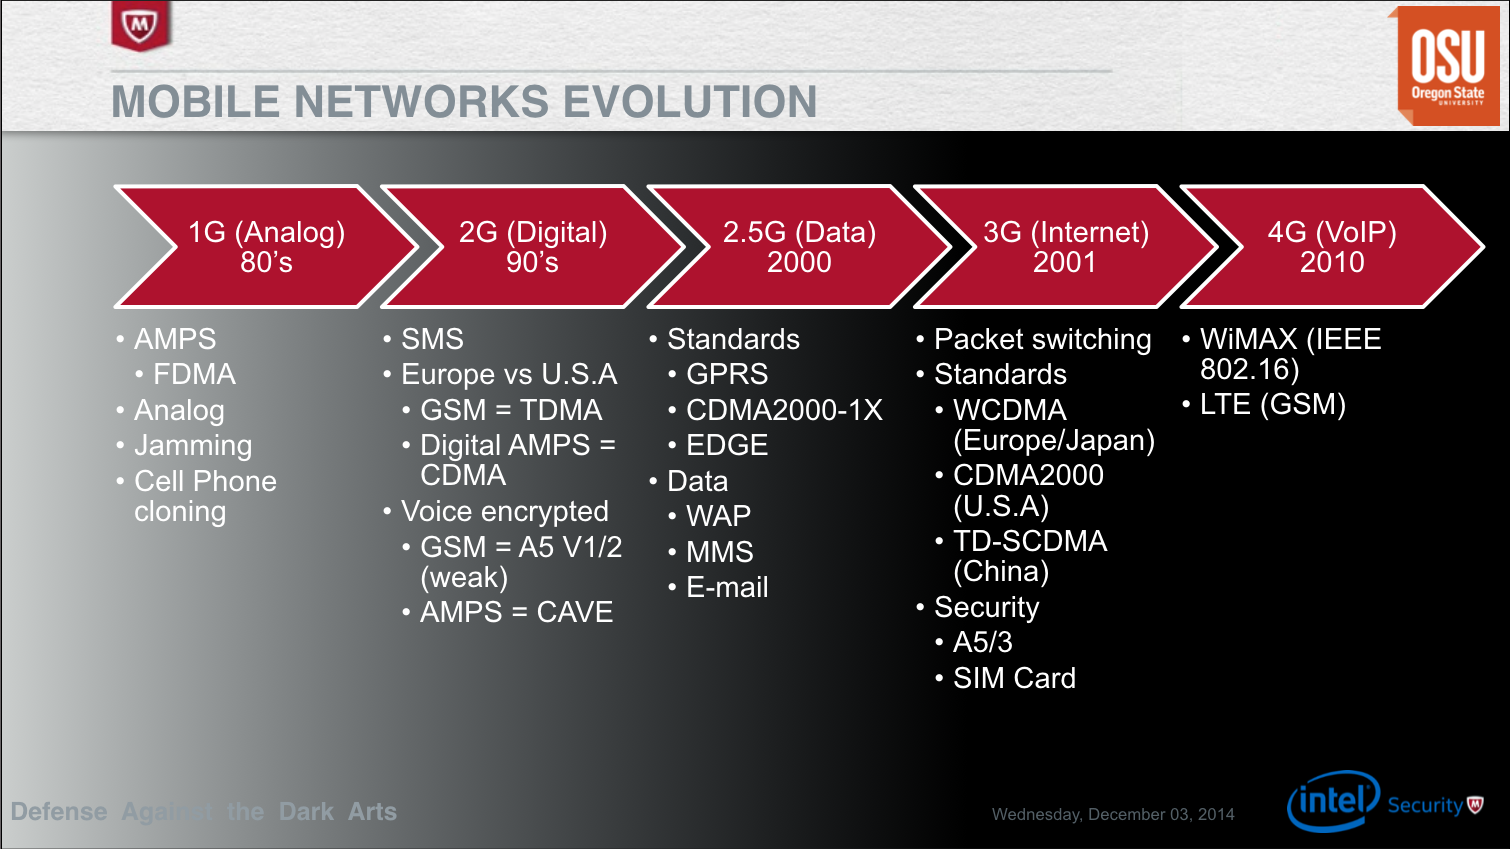 M
OSU
Oregon State
UNIVERSITY
MOBILE NETWORKS EVOLUTION
1G (Analog)
80’s
• AMPS
• FDMA
• Analog
• Jamming
• Cell Phone
cloning
2G (Digital)
90’s
• SMS
• Europe vs U.S.A
• GSM = TDMA
• Digital AMPS =
CDMA
• Voice encrypted
• GSM = A5 V1/2
(weak)
• AMPS = CAVE
2.5G (Data)
2000
• Standards
• GPRS
• CDMA2000-1X
• EDGE
• Data
• WAP
• MMS
• E-mail
3G (Internet)
2001
• Packet switching
• Standards
• WCDMA
(Europe/Japan)
• CDMA2000
(U.S.A)
• TD-SCDMA
(China)
• Security
• A5/3
• SIM Card
4G (VoIP)
2010
• WiMAX (IEEE
802.16)
• LTE (GSM)
Defense Against the Dark Arts
Wednesday, December 03, 2014
intel Security